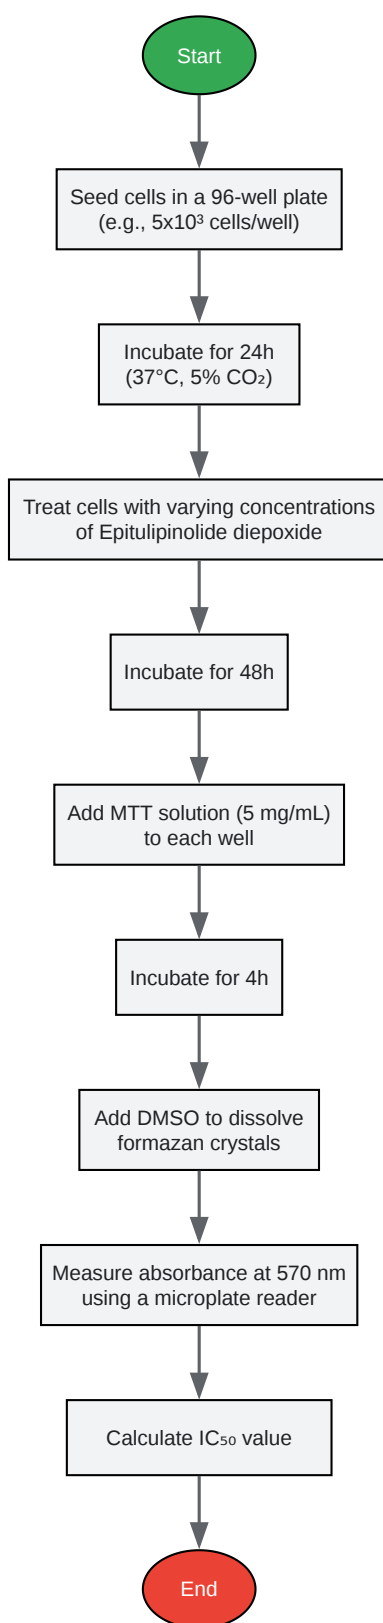 Start
Seed cells in a 96-well plate
(e.g., 5x10³ cells/well)
Incubate for 24h
(37°C, 5% CO₂)
Treat cells with varying concentrations
of Epitulipinolide diepoxide
Incubate for 48h
Add MTT solution (5 mg/mL)
to each well
Incubate for 4h
Add DMSO to dissolve
formazan crystals
Measure absorbance at 570 nm
using a microplate reader
Calculate IC₅₀ value
End